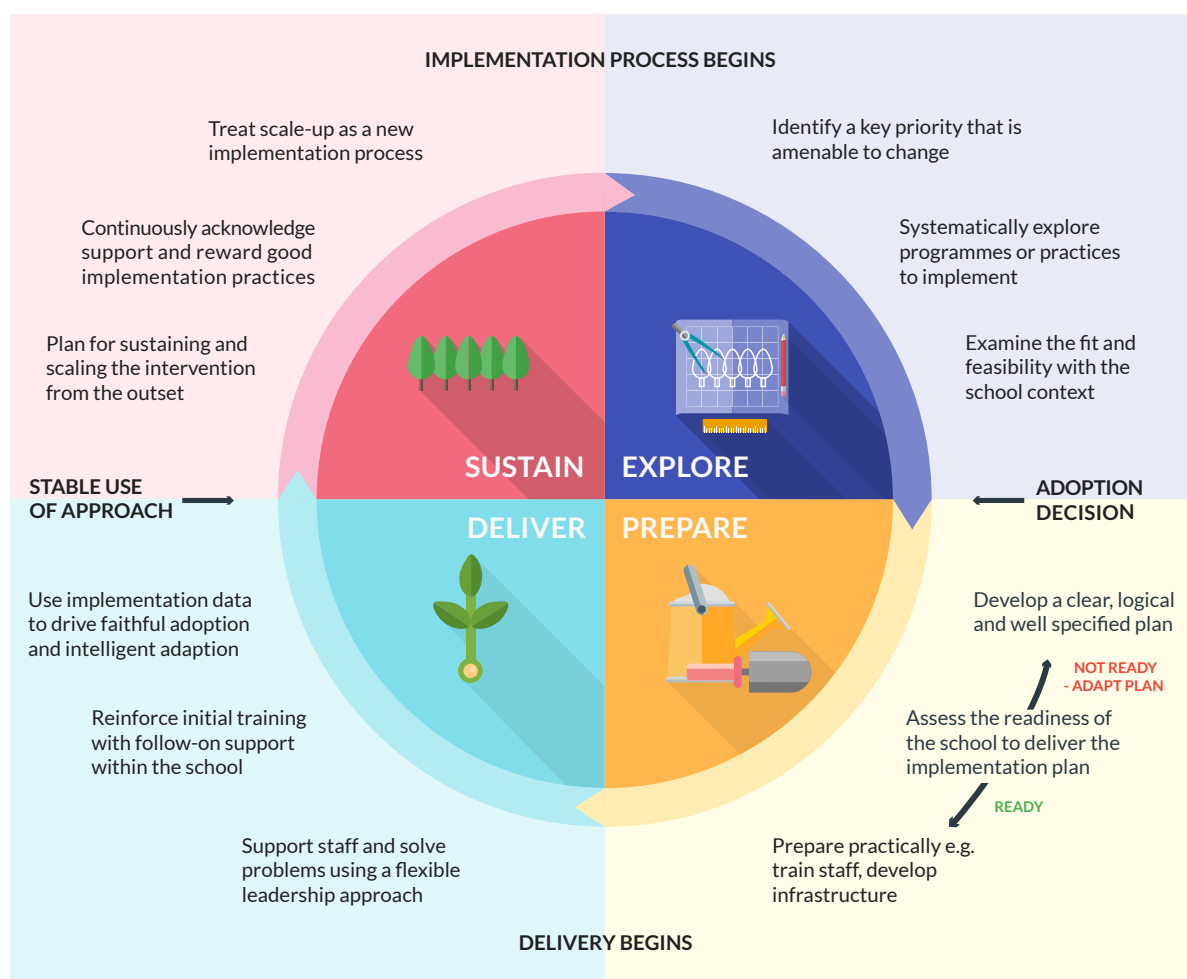 IMPLEMENTATION PROCESS BEGINS
Identify a key priority that is
amenable to change
Systematically explore
programmes or practices
to implement
Examine the fit and
feasibility with the
school context
EXPLORE
ADOPTION
DECISION
PREPARE
Develop a clear, logical
and well specified plan
NOT READY
- ADAPT PLAN
Assess the readiness of
the school to deliver the
implementation plan
READY
Prepare practically e.g.
train staff, develop
infrastructure
DELIVERY BEGINS
DELIVER
Support staff and solve
problems using a flexible
leadership approach
Reinforce initial training
with follow-on support
within the school
Use implementation data
to drive faithful adoption
and intelligent adaption
STABLE USE
OF APPROACH
SUSTAIN
Plan for sustaining and
scaling the intervention
from the outset
Continuously acknowledge
support and reward good
implementation practices
Treat scale-up as a new
implementation process